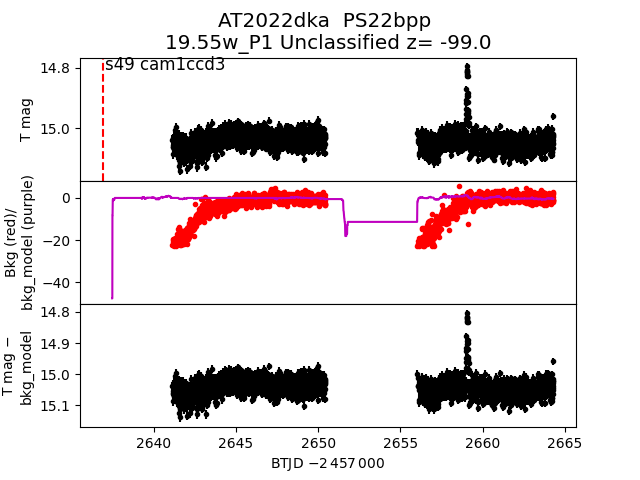 AT2022dka  PS22bpp
19.55w_P1 Unclassified z= -99.0
s49 cam1ccd3
14.8
15.0
T mag
0
−20
−40
Bkg (red)/
bkg_model (purple)
14.8
14.9
15.0
15.1
T mag −
bkg_model
2640
2645
2650
2655
2660
2665
BTJD −2 457 000